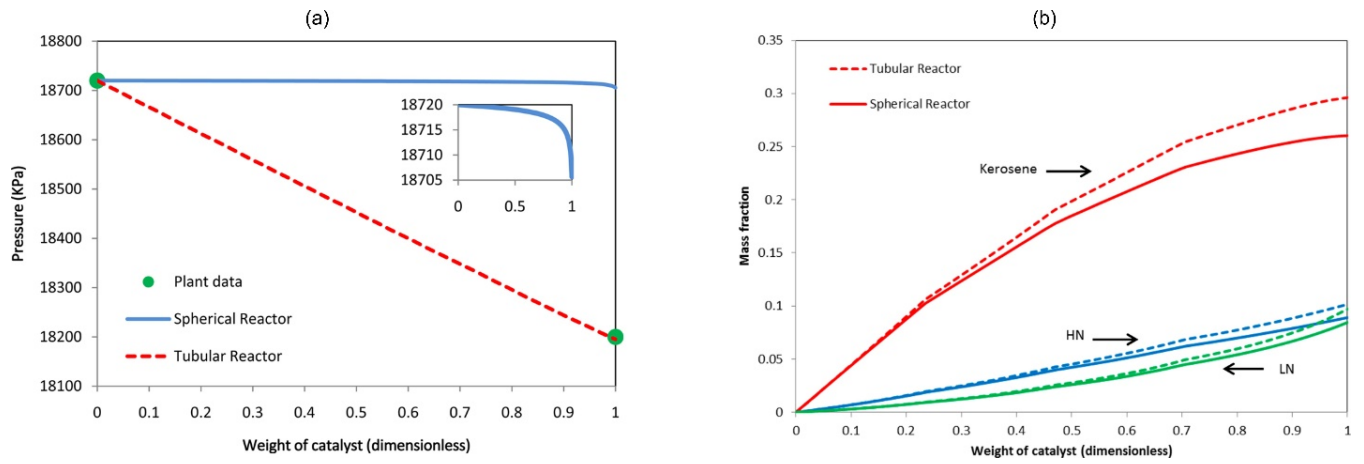 (a)
18800
18700
18600
18500
18400
18300
18200
18100
Pressure (KPa)
18720
18715
18710
18705
0 0.5 1
Plant data
Spherical Reactor
Tubular Reactor
0 0.1 0.2 0.3 0.4 0.5 0.6 0.7 0.8 0.9 1
Weight of catalyst (dimensionless)
(b)
0.35
0.3
0.25
0.2
0.15
0.1
0.05
0
Mass fraction
Tubular Reactor
Spherical Reactor
Kerosene
HN
LN
0 0.1 0.2 0.3 0.4 0.5 0.6 0.7 0.8 0.9 1
Weight of catalyst (dimensionless)